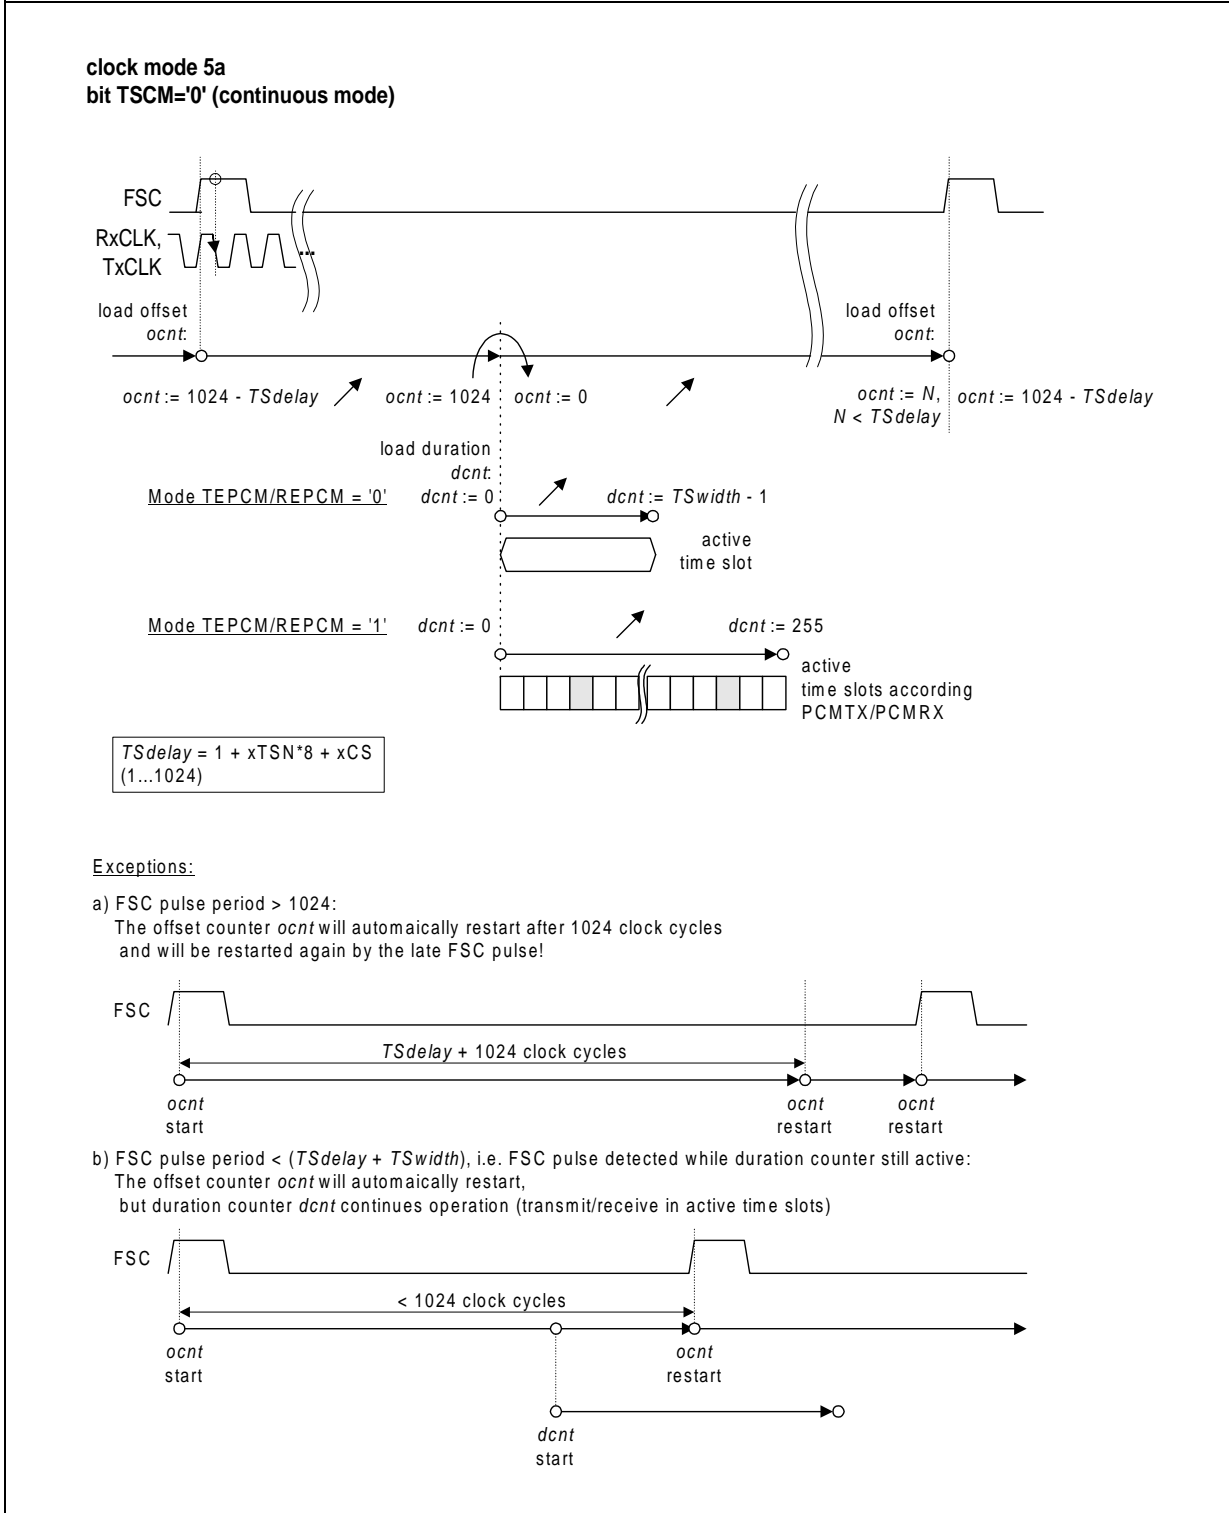 clock mode 5a
bit TSCM='0' (continuous mode)
FSC
RxCLK,
TxCLK
...
load offset
ocnt:
load offset
ocnt:
ocnt := 1024 - TSdelay
ocnt := 1024
ocnt := 0
ocnt := N,
N < TSdelay
ocnt := 1024 - TSdelay
load duration
dcnt:
Mode TEPCM/REPCM = '0'
dcnt := 0
dcnt := TSwidth - 1
active
time slot
Mode TEPCM/REPCM = '1'
dcnt := 0
dcnt := 255
active
time slots according
PCMTX/PCMRX
TSdelay = 1 + xTSN*8 + xCS
(1...1024)
Exceptions:
a) FSC pulse period > 1024:
The offset counter ocnt will automaically restart after 1024 clock cycles
and will be restarted again by the late FSC pulse!
FSC
TSdelay + 1024 clock cycles
ocnt
start
ocnt
restart
ocnt
restart
b) FSC pulse period < (TSdelay + TSwidth), i.e. FSC pulse detected while duration counter still active:
The offset counter ocnt will automaically restart,
but duration counter dcnt continues operation (transmit/receive in active time slots)
FSC
< 1024 clock cycles
ocnt
start
ocnt
restart
dcnt
start